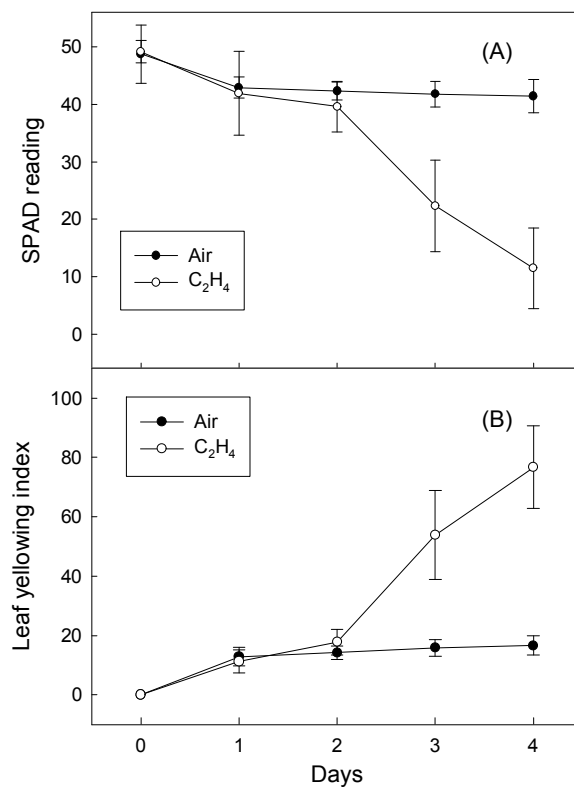 (A)
50
40
30
20
10
0
SPAD reading
Air
C₂H₄
(B)
100
80
60
40
20
0
Leaf yellowing index
Air
C₂H₄
0 1 2 3 4
Days